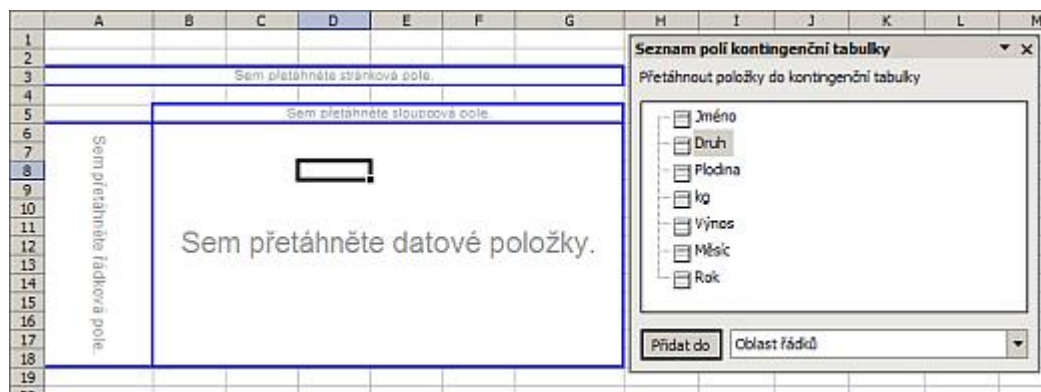 A B C D E F G H I J K L M
1
2
3 Sem přetáhněte stránková pole.
4
5 Sem přetáhněte sloupcová pole.
6
7
8
9
10
11
12
13
14
15
16
17
18
19
Sem přetáhněte řádková pole.
Sem přetáhněte datové položky.
Seznam polí kontingenční tabulky
Přetáhnout položky do kontingenční tabulky
Jméno
Druh
Plodina
kg
Výnos
Měsíc
Rok
Přidat do Oblast řádků